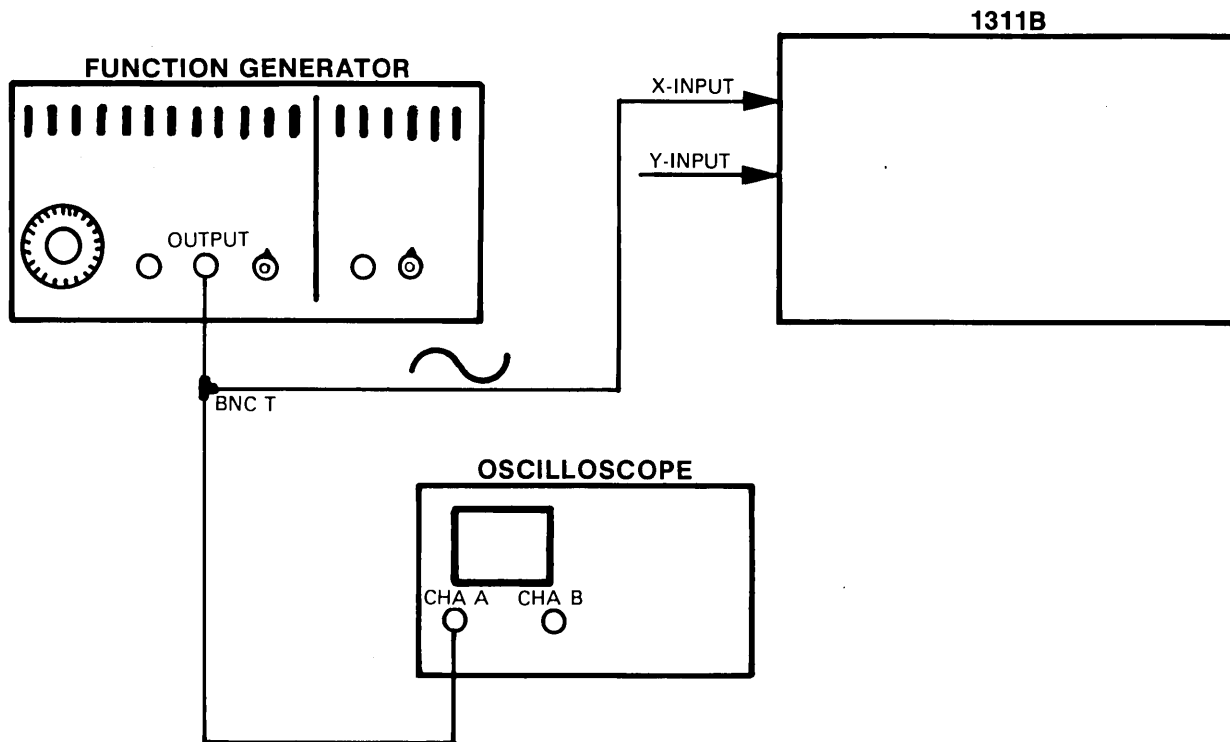 1311B
FUNCTION GENERATOR
X-INPUT
Y-INPUT
OUTPUT
BNC T
OSCILLOSCOPE
CHA A CHA B